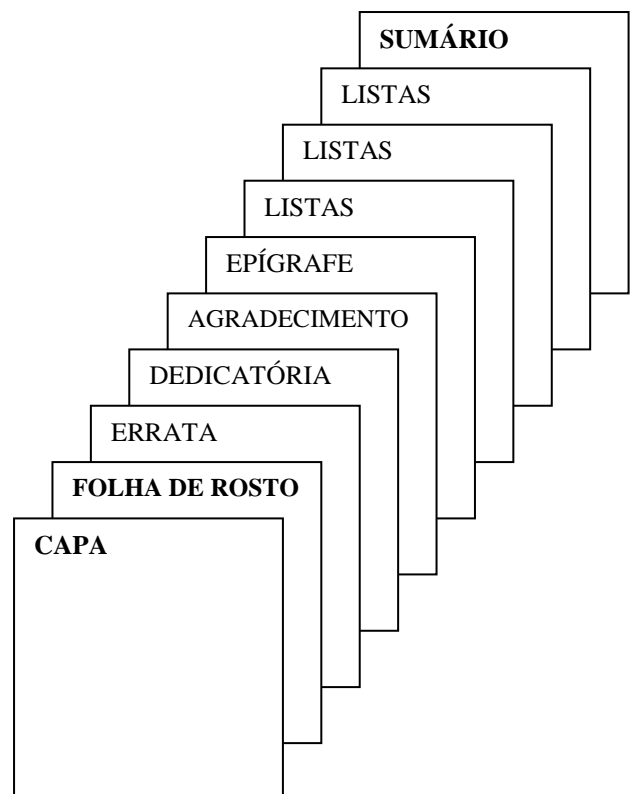 SUMÁRIO
LISTAS
LISTAS
LISTAS
EPÍGRAFE
AGRADECIMENTO
DEDICATÓRIA
ERRATA
FOLHA DE ROSTO
CAPA